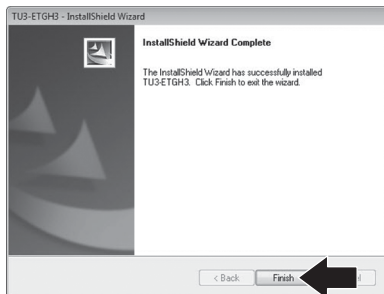 TU3-ETGH3 - InstallShield Wizard
InstallShield Wizard Complete
The InstallShield Wizard has successfully installed
TU3-ETGH3. Click Finish to exit the wizard.
< Back
Finish